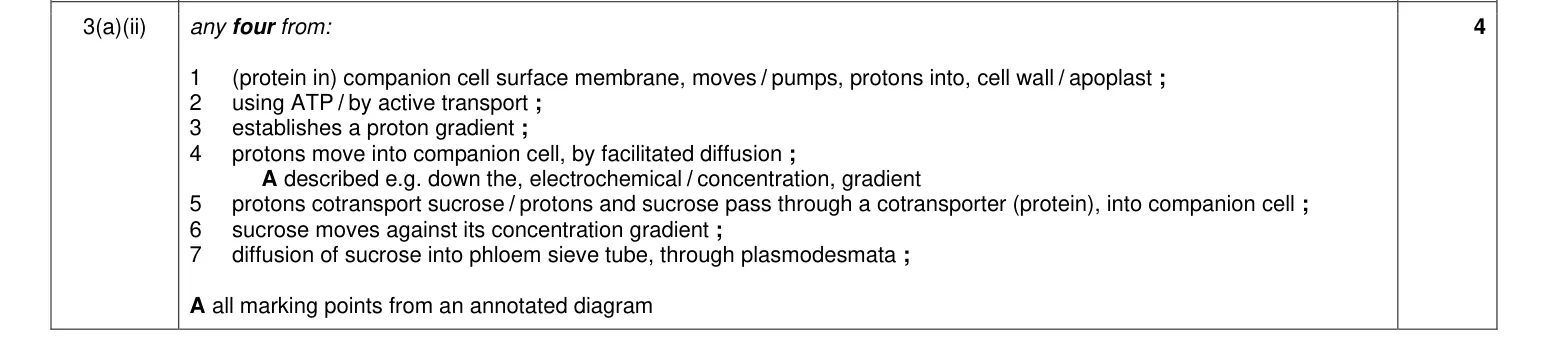 3(a)(ii) any four from: 4
1 (protein in) companion cell surface membrane, moves / pumps, protons into, cell wall / apoplast ;
2 using ATP / by active transport ;
3 establishes a proton gradient ;
4 protons move into companion cell, by facilitated diffusion ;
A described e.g. down the, electrochemical / concentration, gradient
5 protons cotransport sucrose / protons and sucrose pass through a cotransporter (protein), into companion cell ;
6 sucrose moves against its concentration gradient ;
7 diffusion of sucrose into phloem sieve tube, through plasmodesmata ;
A all marking points from an annotated diagram